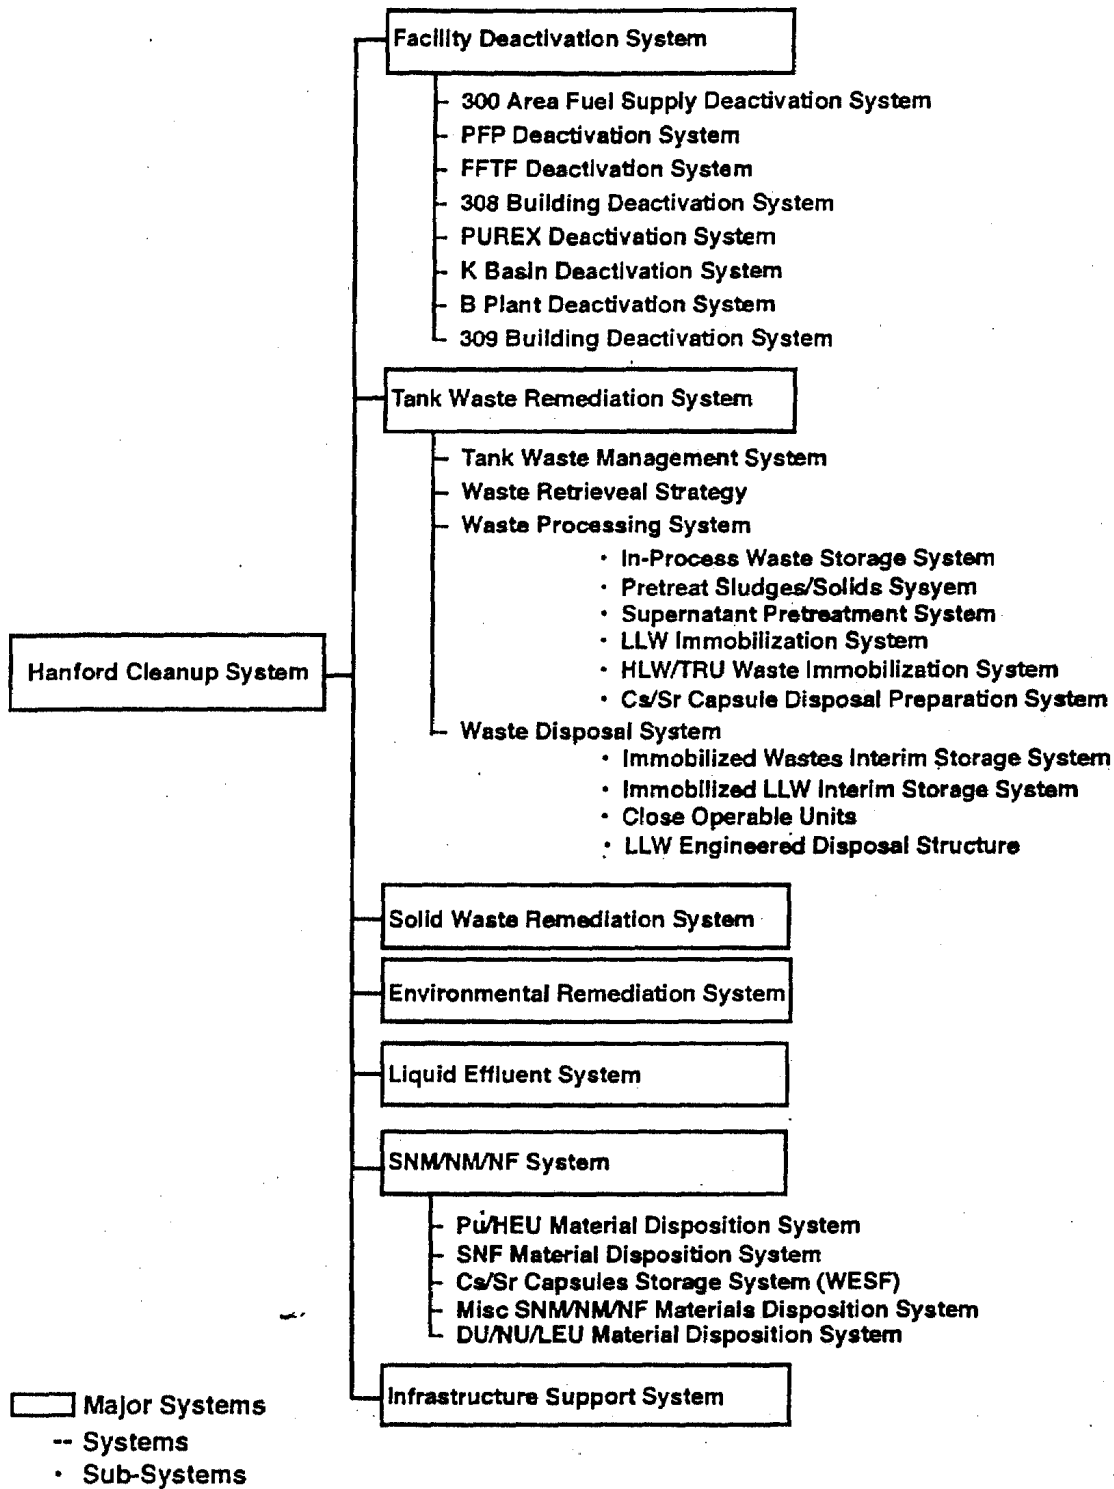 Facility Deactivation System
300 Area Fuel Supply Deactivation System
PFP Deactivation System
FFTF Deactivation System
308 Building Deactivation System
PUREX Deactivation System
K Basin Deactivation System
B Plant Deactivation System
309 Building Deactivation System
Tank Waste Remediation System
Tank Waste Management System
Waste Retrieveal Strategy
Waste Processing System
· In-Process Waste Storage System
· Pretreat Sludges/Solids Sysyem
· Supernatant Pretreatment System
· LLW Immobilization System
· HLW/TRU Waste Immobilization System
· Cs/Sr Capsule Disposal Preparation System
Hanford Cleanup System
Waste Disposal System
· Immobilized Wastes Interim Storage System
· Immobilized LLW Interim Storage System
· Close Operable Units
· LLW Engineered Disposal Structure
Solid Waste Remediation System
Environmental Remediation System
Liquid Effluent System
SNM/NM/NF System
Pu/HEU Material Disposition System
SNF Material Disposition System
Cs/Sr Capsules Storage System (WESF)
Misc SNM/NM/NF Materials Disposition System
DU/NU/LEU Material Disposition System
Infrastructure Support System
Major Systems
-- Systems
· Sub-Systems